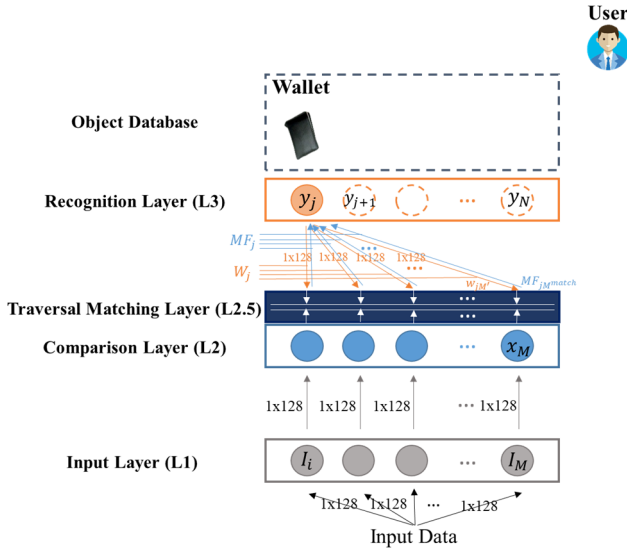 User
Wallet
Object Database
Recognition Layer (L3)
y_j y_{j+1} ... y_N
MF_j
1x128 1x128 1x128 1x128
...
W_j
...
w_{jM'} MF_{jM^{match}}
Traversal Matching Layer (L2.5)
...
...
Comparison Layer (L2)
... x_M
1x128 1x128 1x128 ... 1x128
Input Layer (L1)
I_i ... I_M
1x128 1x128 ... 1x128
Input Data